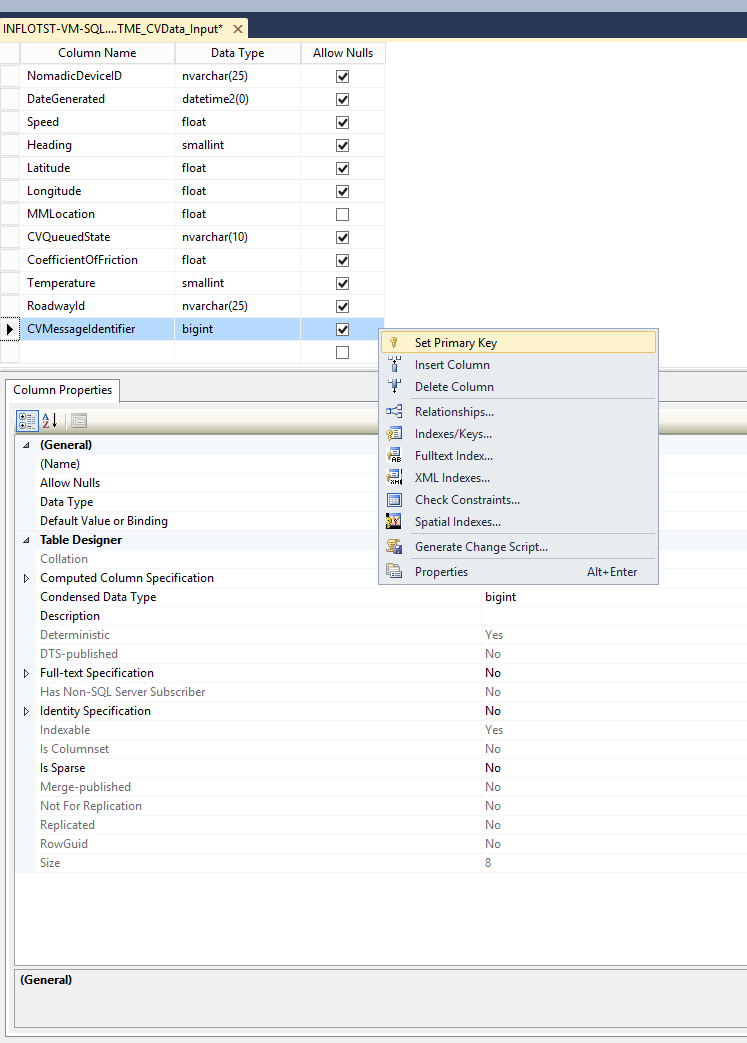 INFLOTST-VM-SQL....TME_CVData_Input*
Column Name Data Type Allow Nulls
NomadicDeviceID nvarchar(25)
DateGenerated datetime2(0)
Speed float
Heading smallint
Latitude float
Longitude float
MMLocation float
CVQueuedState nvarchar(10)
CoefficientOfFriction float
Temperature smallint
RoadwayId nvarchar(25)
CVMessageIdentifier bigint
Set Primary Key
Insert Column
Delete Column
Relationships...
Indexes/Keys...
Fulltext Index...
XML Indexes...
Check Constraints...
Spatial Indexes...
Generate Change Script...
Properties Alt+Enter
Column Properties
(General)
(Name)
Allow Nulls
Data Type
Default Value or Binding
Table Designer
Collation
Computed Column Specification
Condensed Data Type bigint
Description
Deterministic Yes
DTS-published No
Full-text Specification No
Has Non-SQL Server Subscriber No
Identity Specification No
Indexable Yes
Is Columnset No
Is Sparse No
Merge-published No
Not For Replication No
Replicated No
RowGuid No
Size 8
(General)